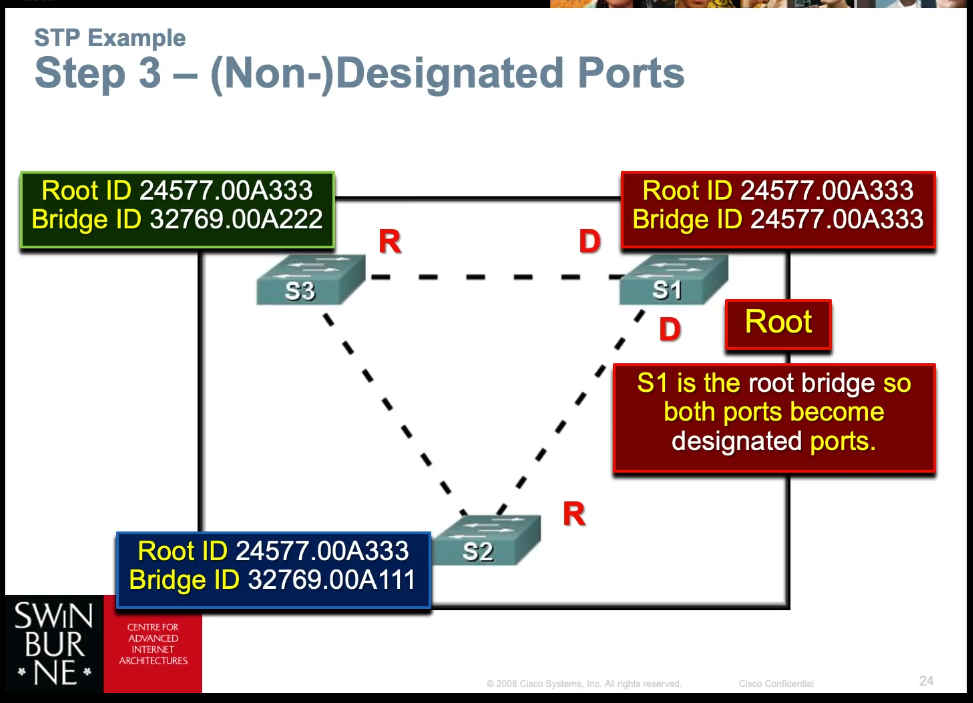 STP Example
Step 3 – (Non-)Designated Ports
Root ID 24577.00A333
Bridge ID 32769.00A222
Root ID 24577.00A333
Bridge ID 24577.00A333
R
D
S3
S1
D
Root
S1 is the root bridge so
both ports become
designated ports.
R
S2
Root ID 24577.00A333
Bridge ID 32769.00A111
SWIN
BUR
* NE *
CENTRE FOR
ADVANCED
INTERNET
ARCHITECTURES
© 2008 Cisco Systems, Inc. All rights reserved.
Cisco Confidential
24